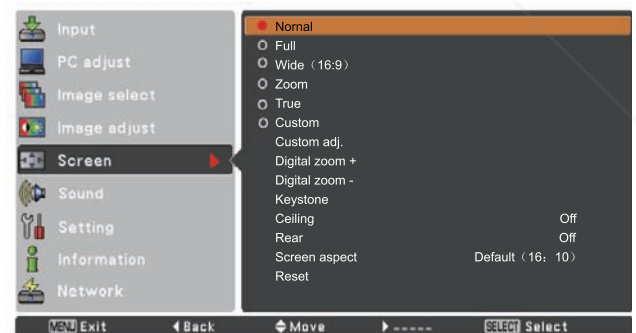 Input
PC adjust
Image select
Image adjust
Screen
Sound
Setting
Information
Network
Nornal
Full
Wide（16:9）
Zoom
True
Custom
Custom adj.
Digital zoom +
Digital zoom -
Keystone
Ceiling Off
Rear Off
Screen aspect Default（16：10）
Reset
MENU Exit Back Move ----- SELECT Select